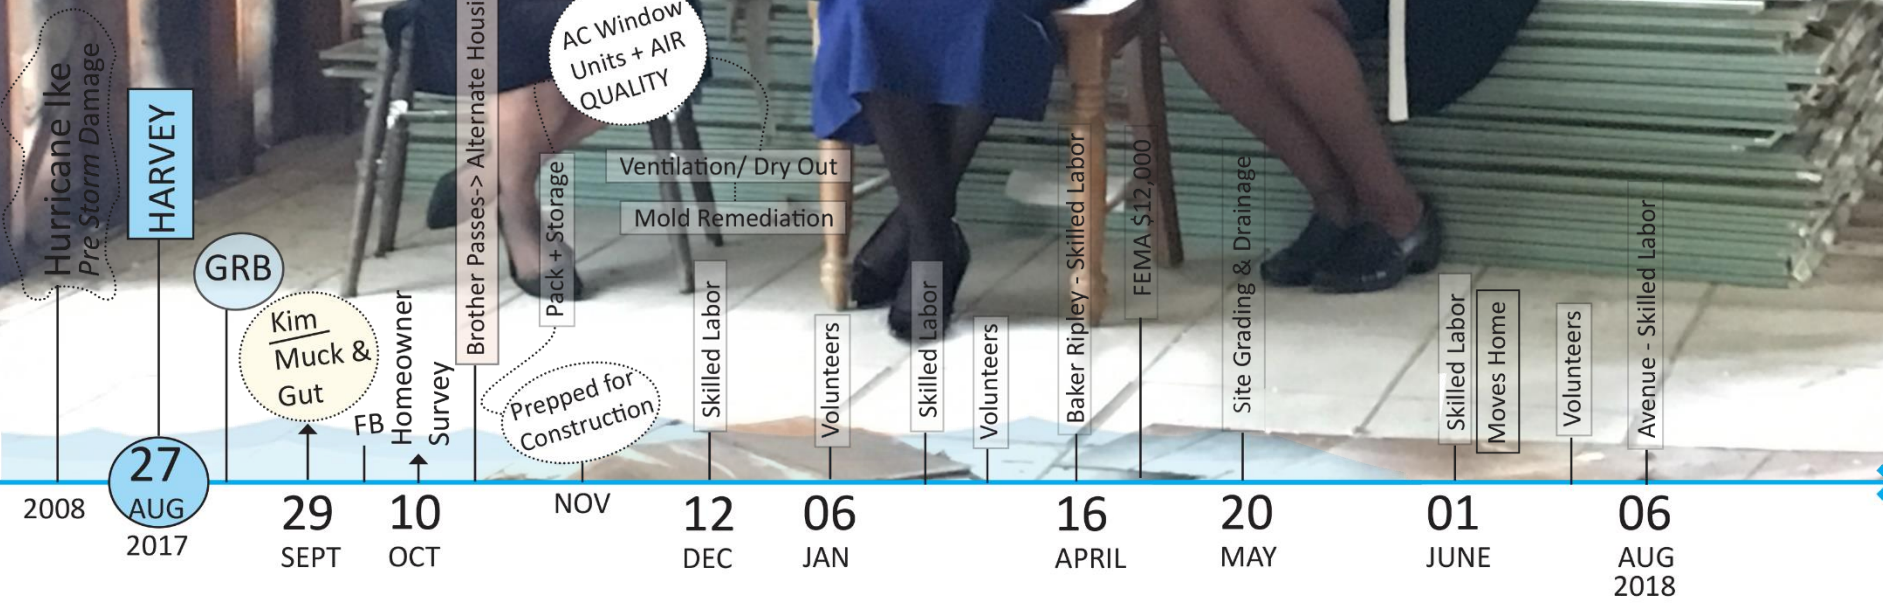 Hurricane Ike
Pre Storm Damage
HARVEY
GRB
Kim
Muck &
Gut
FB
Homeowner
Survey
Brother Passes-> Alternate Housi
Pack + Storage
AC Window
Units + AIR
QUALITY
Ventilation/ Dry Out
Mold Remediation
Prepped for
Construction
Skilled Labor
Volunteers
Skilled Labor
Volunteers
Baker Ripley - Skilled Labor
FEMA $12,000
Site Grading & Drainage
Skilled Labor
Moves Home
Volunteers
Avenue - Skilled Labor
2008
27
AUG
2017
29
SEPT
10
OCT
NOV
12
DEC
06
JAN
16
APRIL
20
MAY
01
JUNE
06
AUG
2018